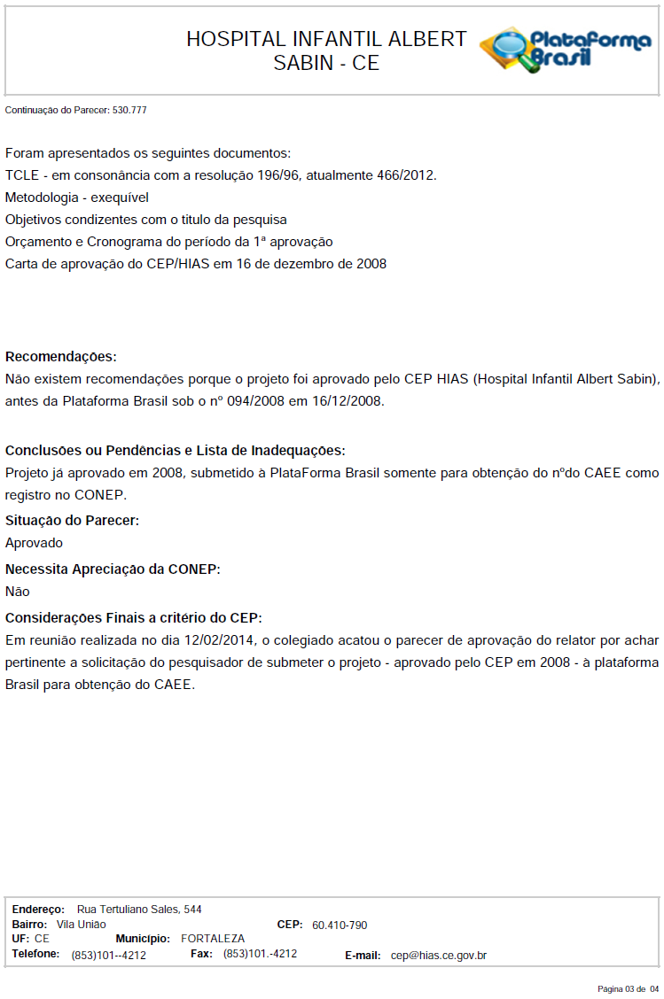 HOSPITAL INFANTIL ALBERT
SABIN - CE
PlataForma
Brasil
Continuação do Parecer: 530.777
Foram apresentados os seguintes documentos:
TCLE - em consonância com a resolução 196/96, atualmente 466/2012.
Metodologia - exequível
Objetivos condizentes com o titulo da pesquisa
Orçamento e Cronograma do período da 1ª aprovação
Carta de aprovação do CEP/HIAS em 16 de dezembro de 2008
Recomendações:
Não existem recomendações porque o projeto foi aprovado pelo CEP HIAS (Hospital Infantil Albert Sabin),
antes da Plataforma Brasil sob o nº 094/2008 em 16/12/2008.
Conclusões ou Pendências e Lista de Inadequações:
Projeto já aprovado em 2008, submetido à PlataForma Brasil somente para obtenção do nºdo CAEE como
registro no CONEP.
Situação do Parecer:
Aprovado
Necessita Apreciação da CONEP:
Não
Considerações Finais a critério do CEP:
Em reunião realizada no dia 12/02/2014, o colegiado acatou o parecer de aprovação do relator por achar
pertinente a solicitação do pesquisador de submeter o projeto - aprovado pelo CEP em 2008 - à plataforma
Brasil para obtenção do CAEE.
Endereço: Rua Tertuliano Sales, 544
Bairro: Vila União CEP: 60.410-790
UF: CE Município: FORTALEZA
Telefone: (853)101--4212 Fax: (853)101.-4212 E-mail: cep@hias.ce.gov.br
Página 03 de 04